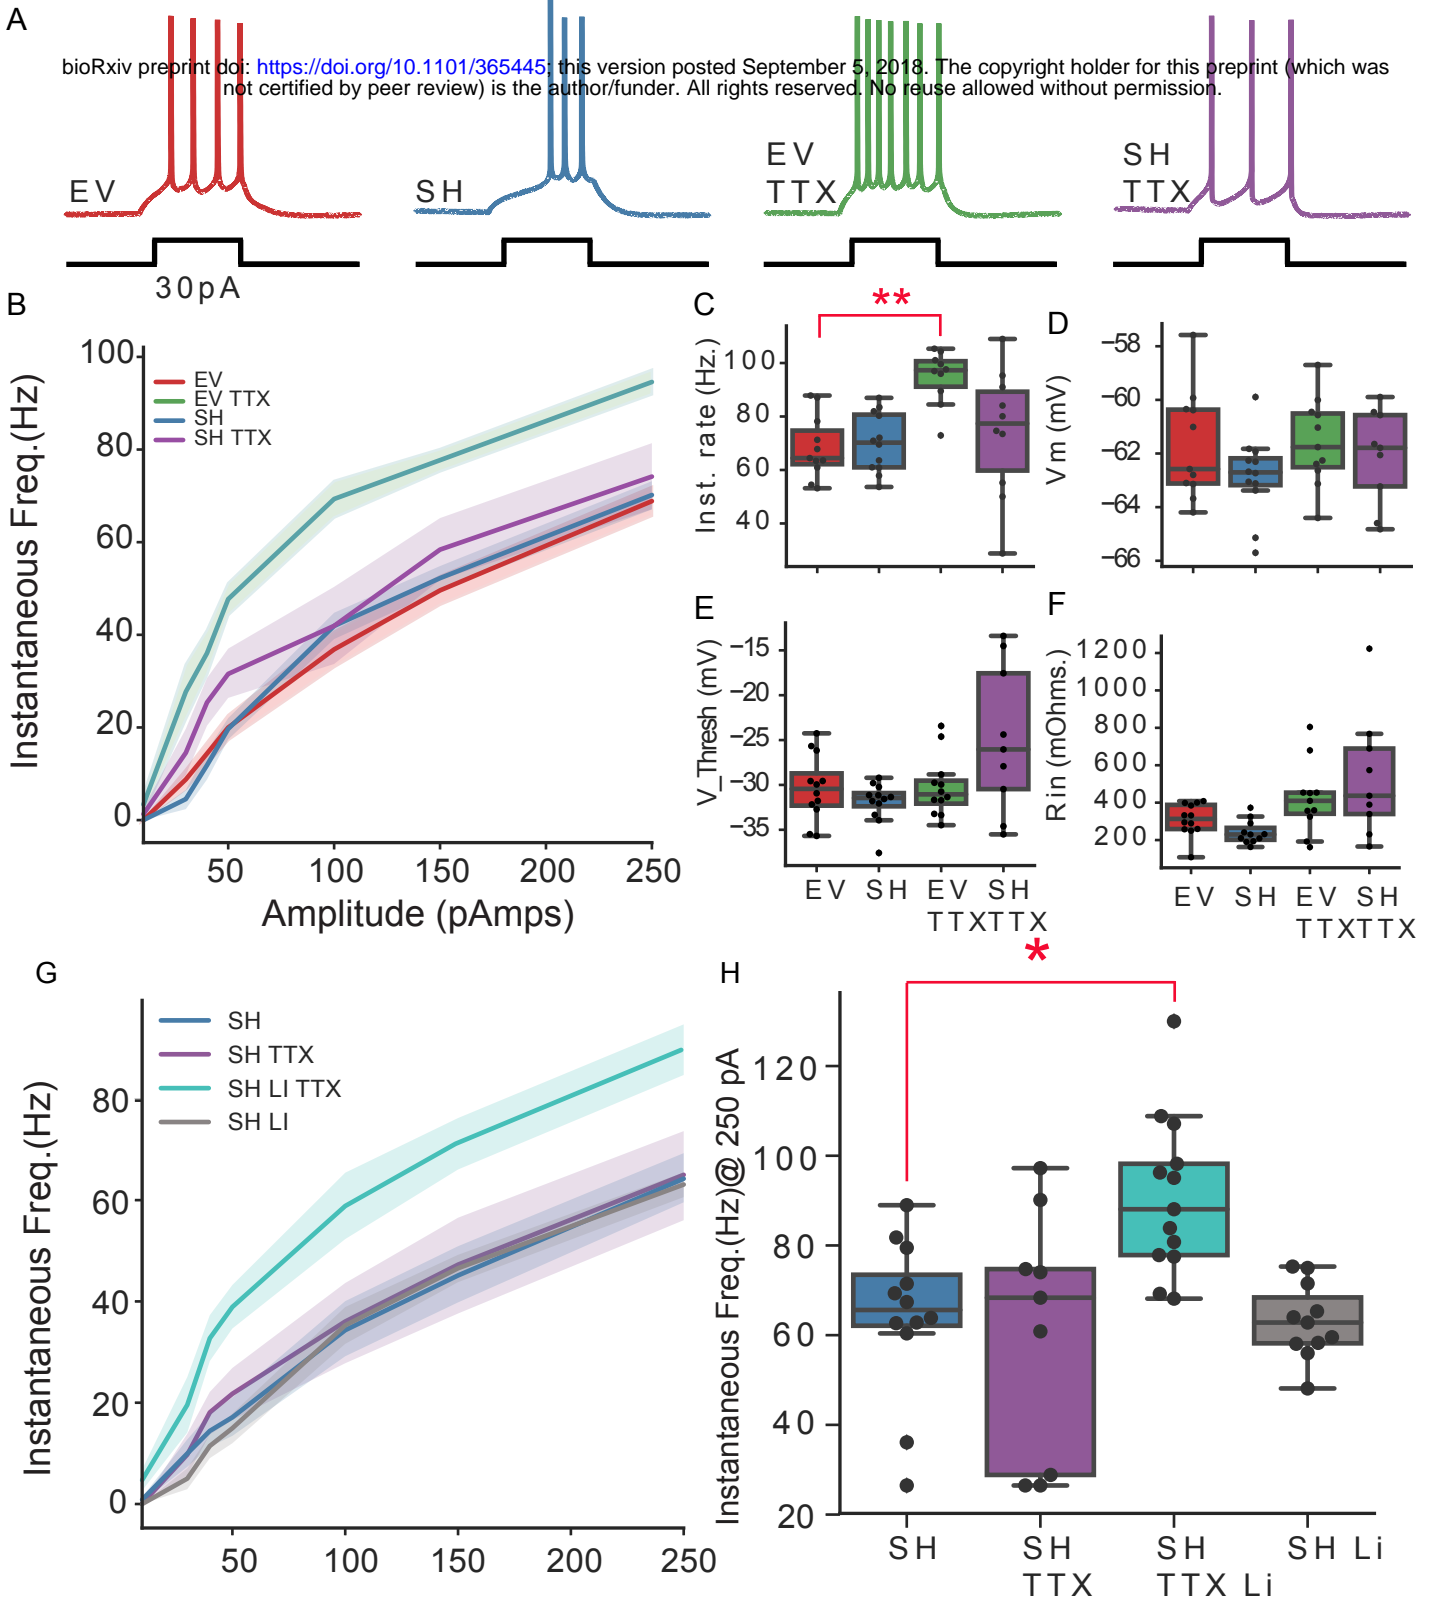 A
bioRxiv preprint doi: https://doi.org/10.1101/365445; this version posted September 5, 2018. The copyright holder for this preprint (which was
not certified by peer review) is the author/funder. All rights reserved. No reuse allowed without permission.
EV
SH
EV
TTX
SH
TTX
30pA
B
Instantaneous Freq.(Hz)
100
80
60
40
20
0
EV
EV TTX
SH
SH TTX
50
100
150
200
250
Amplitude (pAmps)
C
**
Inst. rate (Hz.)
100
80
60
40
D
Vm (mV)
−58
−60
−62
−64
−66
E
V_Thresh (mV)
−15
−20
−25
−30
−35
EV
SH
EV
TTX
SH
TTX
F
Rin (mOhms.)
1200
1000
800
600
400
200
EV
SH
EV
TTX
SH
TTX
G
Instantaneous Freq.(Hz)
80
60
40
20
0
SH
SH TTX
SH LI TTX
SH LI
50
100
150
200
250
H
*
Instantaneous Freq.(Hz)@ 250 pA
120
100
80
60
40
20
SH
SH
TTX
SH
TTX Li
SH Li